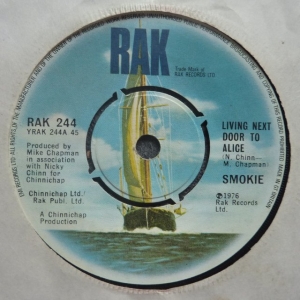 RAK
Trade Mark of
RAK RECORDS LTD
RAK 244
YRAK 244A 45
Produced by
Mike Chapman
in association
with Nicky
Chinn for
Chinnichap
Chinnichap Ltd./
Rak Publ. Ltd.
A Chinnichap
Production
LIVING NEXT
DOOR TO
ALICE
(N. Chinn—
M. Chapman)
SMOKIE
℗1976
Rak Records
Ltd.